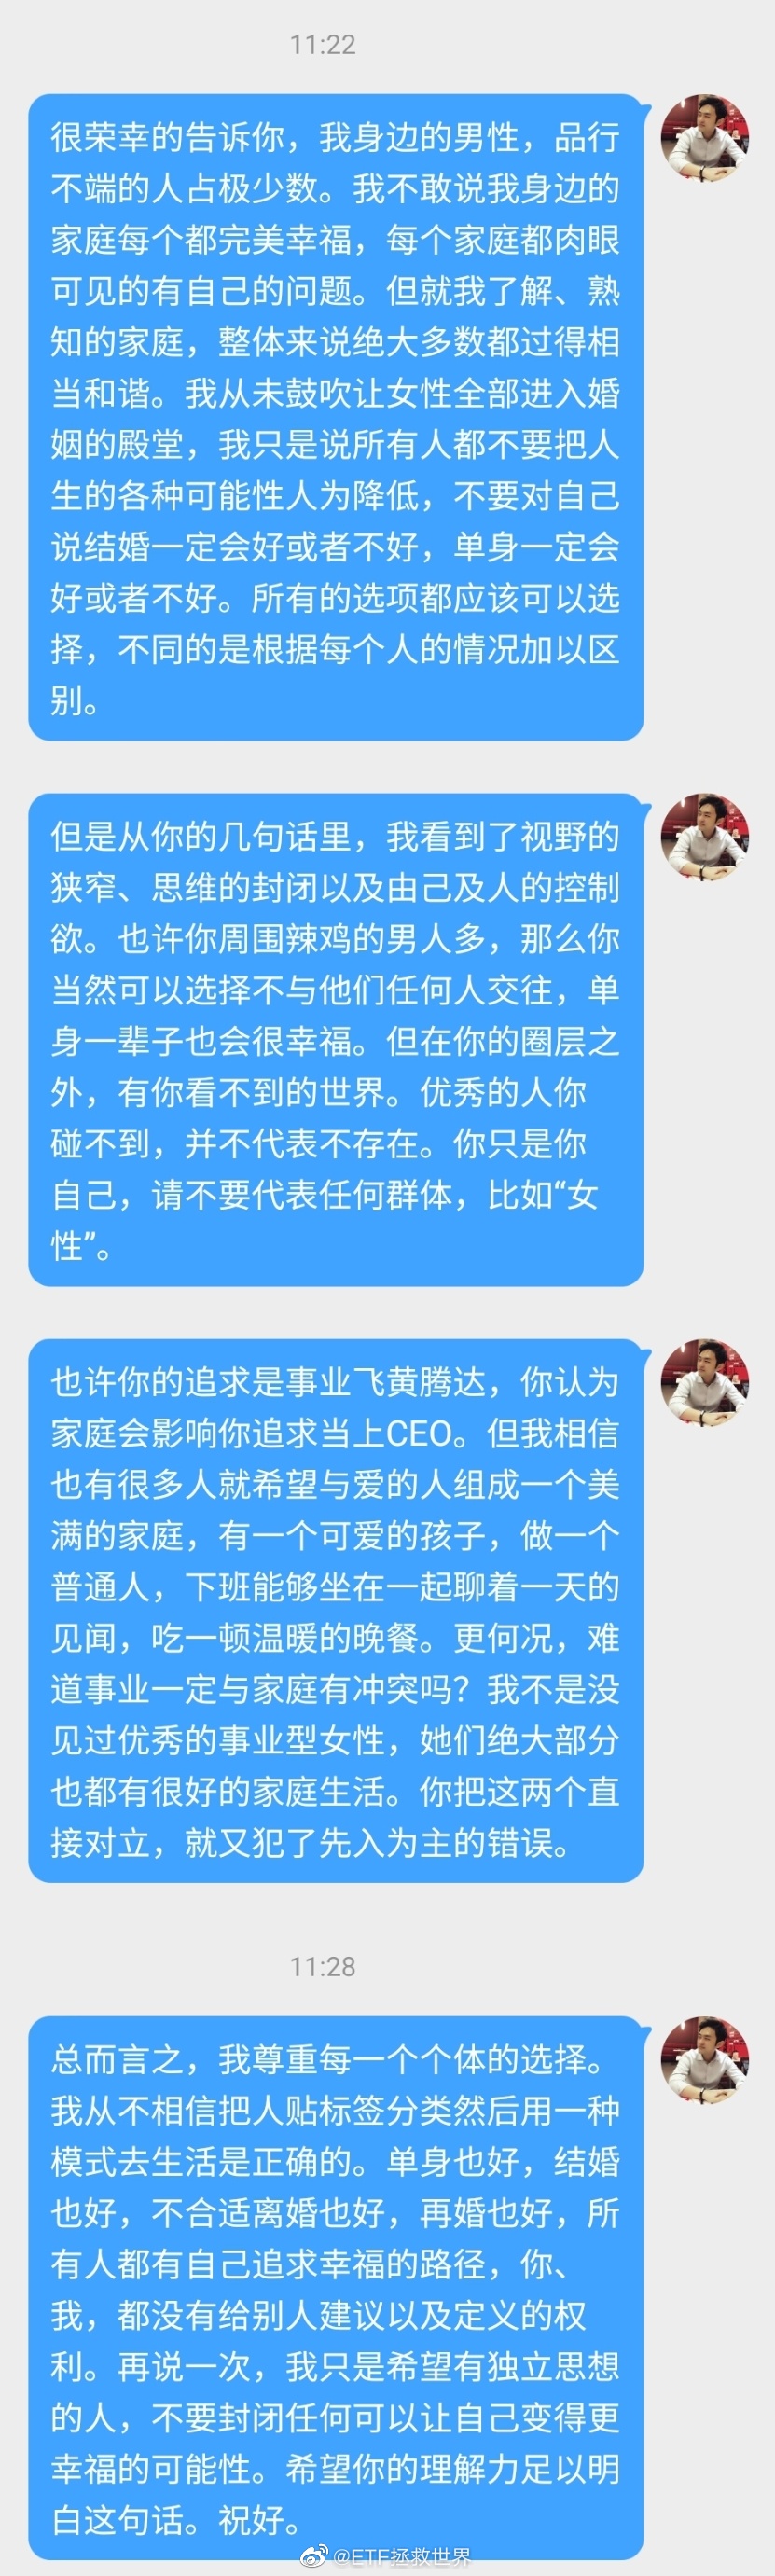 11:22
很荣幸的告诉你，我身边的男性，品行
不端的人占极少数。我不敢说我身边的
家庭每个都完美幸福，每个家庭都肉眼
可见的有自己的问题。但就我了解、熟
知的家庭，整体来说绝大多数都过得相
当和谐。我从未鼓吹让女性全部进入婚
姻的殿堂，我只是说所有人都不要把人
生的各种可能性人为降低，不要对自己
说结婚一定会好或者不好，单身一定会
好或者不好。所有的选项都应该可以选
择，不同的是根据每个人的情况加以区
别。
但是从你的几句话里，我看到了视野的
狭窄、思维的封闭以及由己及人的控制
欲。也许你周围辣鸡的男人多，那么你
当然可以选择不与他们任何人交往，单
身一辈子也会很幸福。但在你的圈层之
外，有你看不到的世界。优秀的人你
碰不到，并不代表不存在。你只是你
自己，请不要代表任何群体，比如“女
性”。
也许你的追求是事业飞黄腾达，你认为
家庭会影响你追求当上CEO。但我相信
也有很多人就希望与爱的人组成一个美
满的家庭，有一个可爱的孩子，做一个
普通人，下班能够坐在一起聊着一天的
见闻，吃一顿温暖的晚餐。更何况，难
道事业一定与家庭有冲突吗？我不是没
见过优秀的事业型女性，她们绝大部分
也都有很好的家庭生活。你把这两个直
接对立，就又犯了先入为主的错误。
11:28
总而言之，我尊重每一个个体的选择。
我从不相信把人贴标签分类然后用一种
模式去生活是正确的。单身也好，结婚
也好，不合适离婚也好，再婚也好，所
有人都有自己追求幸福的路径，你、
我，都没有给别人建议以及定义的权
利。再说一次，我只是希望有独立思想
的人，不要封闭任何可以让自己变得更
幸福的可能性。希望你的理解力足以明
白这句话。祝好。
@ETF拯救世界